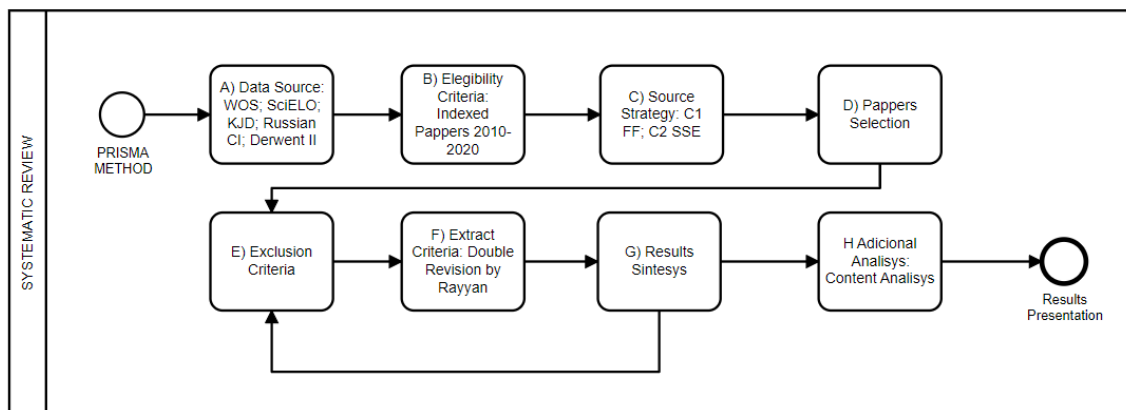 SYSTEMATIC REVIEW
PRISMA
METHOD
A) Data Source:
WOS; SciELO;
KJD; Russian
CI; Derwent II
B) Elegibility
Criteria:
Indexed
Pappers 2010-
2020
C) Source
Strategy: C1
FF; C2 SSE
D) Pappers
Selection
E) Exclusion
Criteria
F) Extract
Criteria: Double
Revision by
Rayyan
G) Results
Sintesys
H Adicional
Analisys:
Content Analisys
Results
Presentation